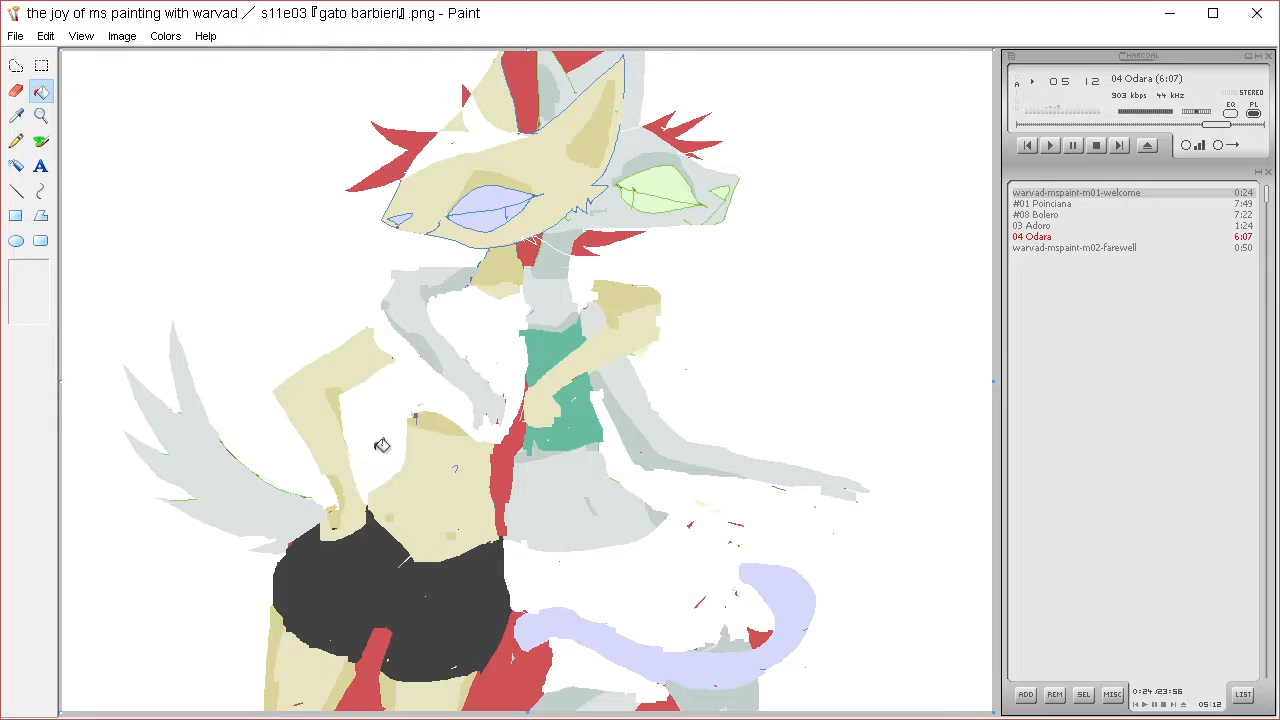 the joy of ms painting with warvad ／ s11e03『gato barbieri』.png - Paint
File Edit View Image Colors Help
CHARCOAL
05 12
04 Odara (6:07)
903 kbps 44 kHz
STEREO
EQ PL
warvad-mspaint-m01-welcome 0:24
#01 Poinciana 7:49
#08 Bolero 7:22
03 Adoro 1:24
04 Odara 6:07
warvad-mspaint-m02-farewell 0:50
ADD REM SEL MISC 0:24/23:56 LIST
05:12